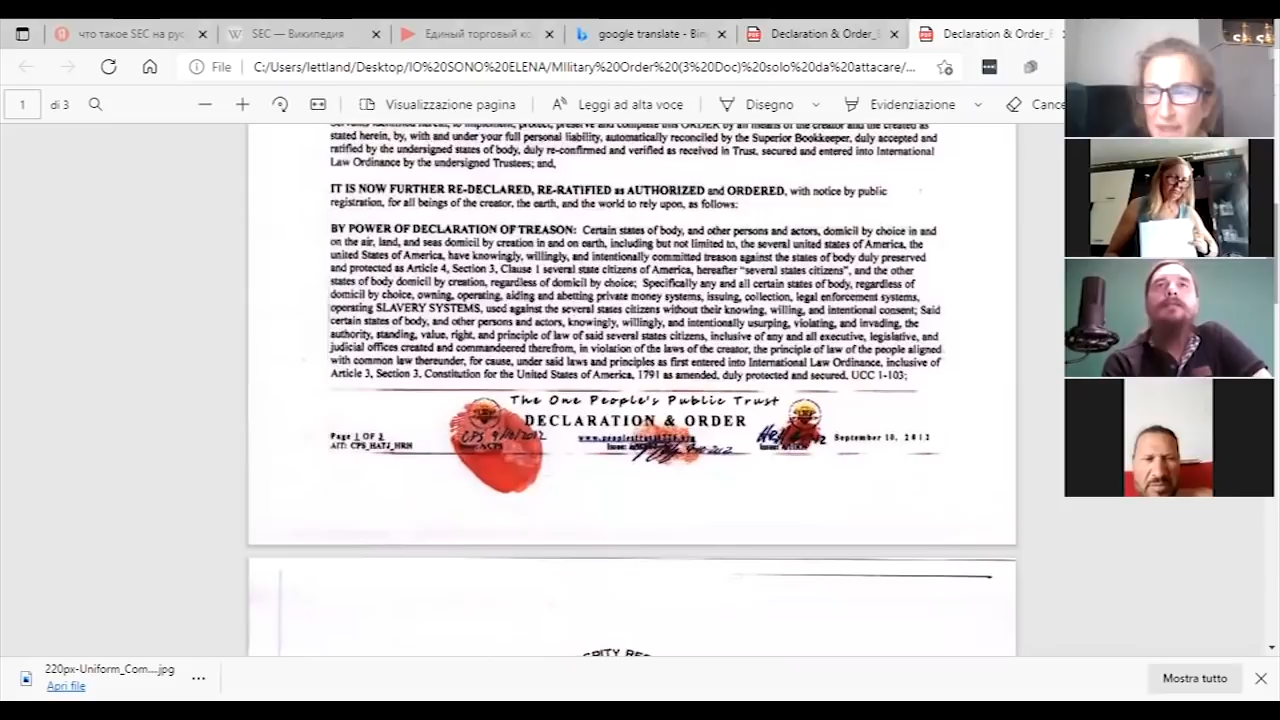 что такое SEC на рус
SEC — Википедия
Единый торговый ко
google translate - Bin
Declaration & Order_
Declaration & Order_F
File
C:/Users/lettland/Desktop/IO%20SONO%20ELENA/MIlitary%20Order%20(3%20Doc)%20solo%20da%20attacare/...
1
di 3
Visualizzazione pagina
Leggi ad alta voce
Disegno
Evidenziazione
Cance
stated herein, by, with and under your full personal liability, automatically reconciled by the Superior Bookkeeper, duly accepted and
ratified by the undersigned states of body, duly re-confirmed and verified as received in Trust, secured and entered into International
Law Ordinance by the undersigned Trustees; and,
IT IS NOW FURTHER RE-DECLARED, RE-RATIFIED as AUTHORIZED and ORDERED, with notice by public
registration, for all beings of the creator, the earth, and the world to rely upon, as follows:
BY POWER OF DECLARATION OF TREASON: Certain states of body, and other persons and actors, domicil by choice in and
on the air, land, and seas domicil by creation in and on earth, including but not limited to, the several united states of America, the
united States of America, have knowingly, willingly, and intentionally committed treason against the states of body duly preserved
and protected as Article 4, Section 3, Clause 1 several state citizens of America, hereafter "several states citizens", and the other
states of body domicil by creation, regardless of domicil by choice; Specifically any and all certain states of body, regardless of
domicil by choice, owning, operating, aiding and abetting private money systems, issuing, collection, legal enforcement systems,
operating SLAVERY SYSTEMS, used against the several states citizens without their knowing, willing, and intentional consent; Said
certain states of body, and other persons and actors, knowingly, willingly, and intentionally usurping, violating, and invading, the
authority, standing, value, right, and principle of law of said several states citizens, inclusive of any and all executive, legislative, and
judicial offices created and commandeered therefrom, in violation of the laws of the creator, the principle of law of the people aligned
with common law thereunder, for cause, under said laws and principles as first entered into International Law Ordinance, inclusive of
Article 3, Section 3, Constitution for the United States of America, 1791 as amended, duly protected and secured, UCC 1-103;
The One People's Public Trust
DECLARATION & ORDER
Page 1 OF 3
AIT: CPS_HATJ_HRH
September 10, 2012
220px-Uniform_Com....jpg
Apri file
Mostra tutto